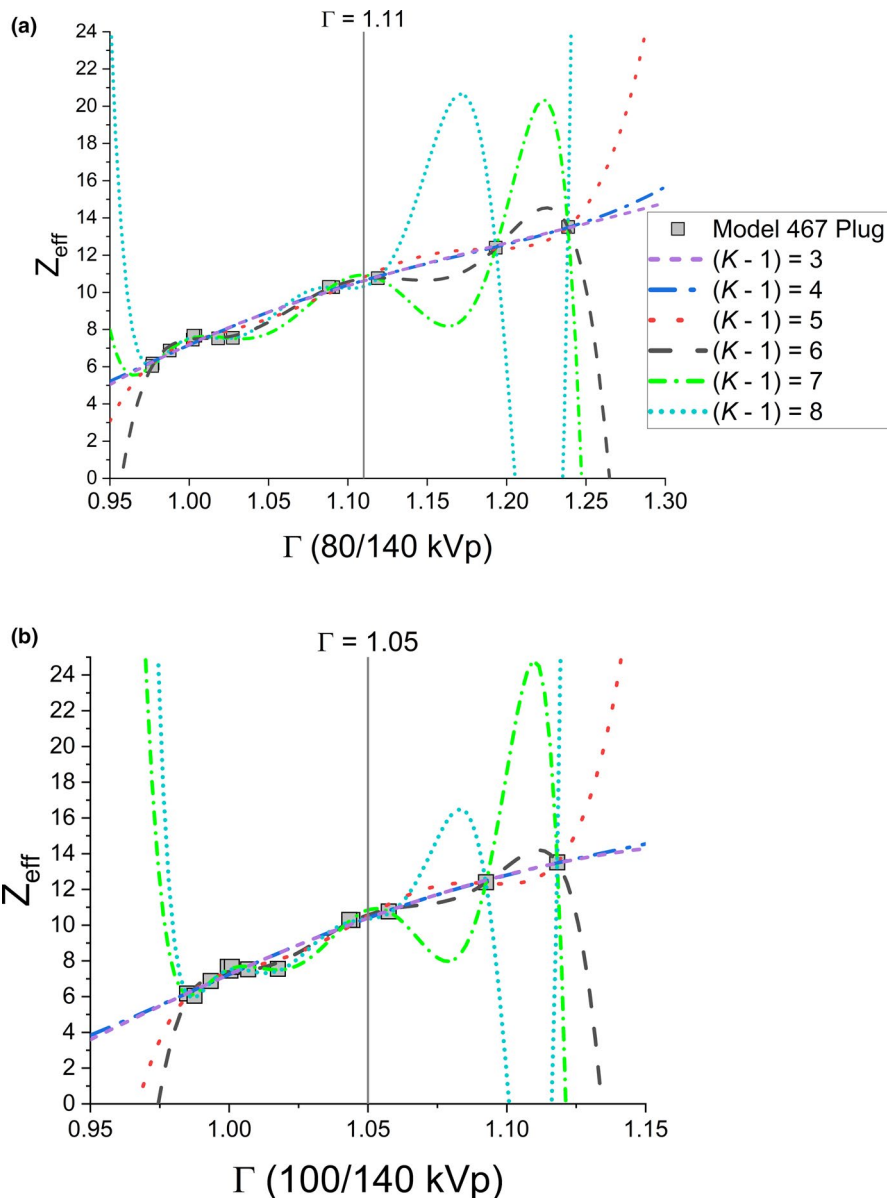 (a)
Γ = 1.11
24
22
20
18
16
14
12
10
8
6
4
2
0
Zeff
0.95 1.00 1.05 1.10 1.15 1.20 1.25 1.30
Γ (80/140 kVp)
Model 467 Plug
(K - 1) = 3
(K - 1) = 4
(K - 1) = 5
(K - 1) = 6
(K - 1) = 7
(K - 1) = 8
(b)
Γ = 1.05
24
22
20
18
16
14
12
10
8
6
4
2
0
Zeff
0.95 1.00 1.05 1.10 1.15
Γ (100/140 kVp)